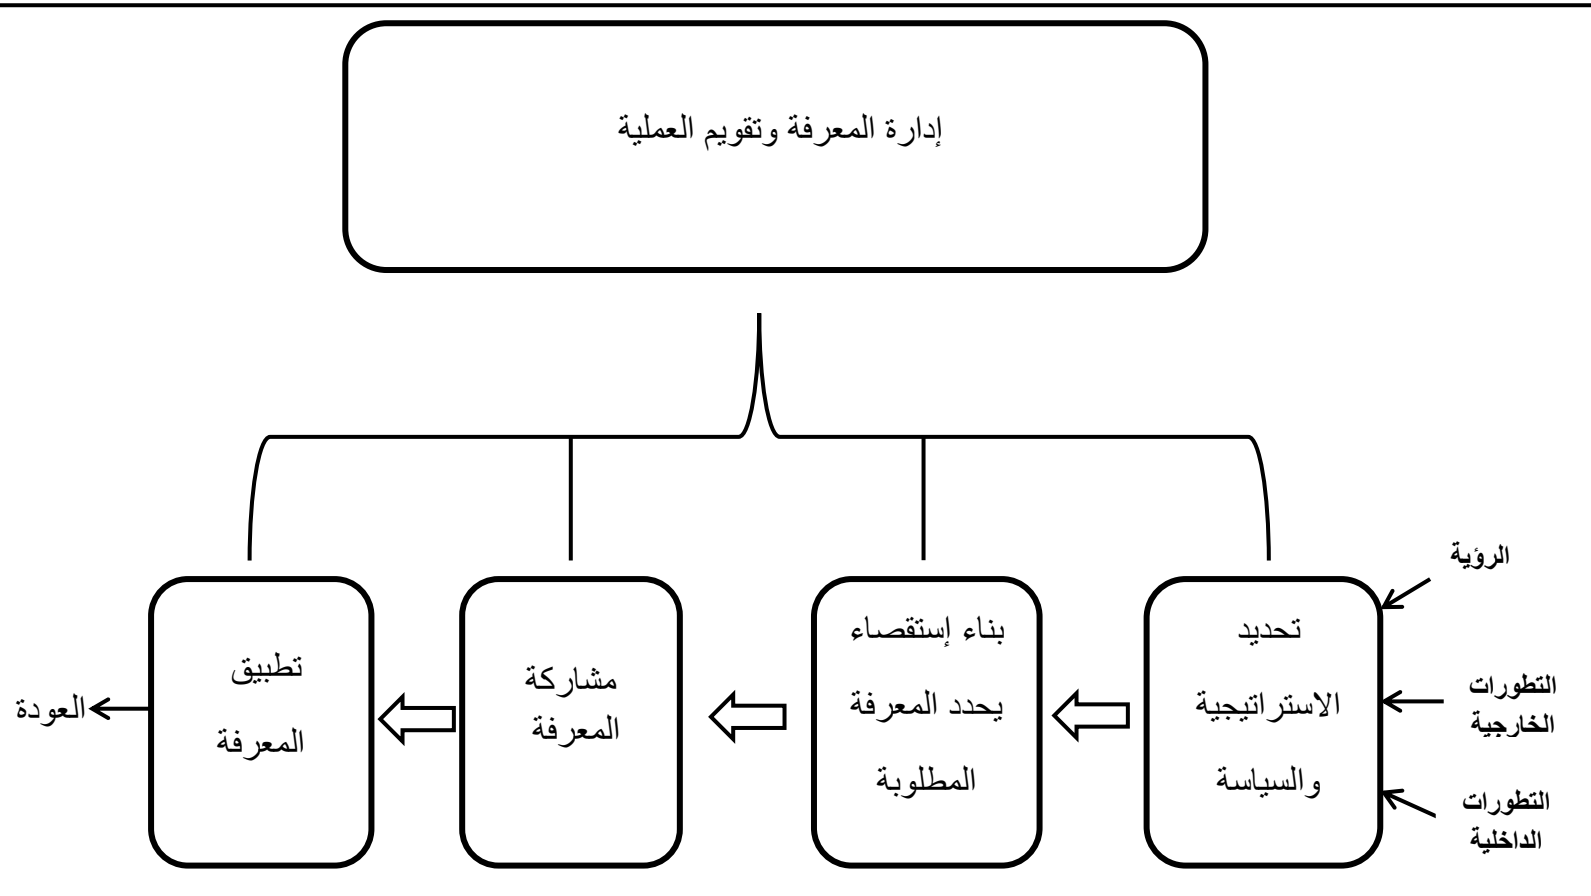 إدارة المعرفة وتقويم العملية
الرؤية
التطورات
الخارجية
التطورات
الداخلية
تحديد
الاستراتيجية
والسياسة
بناء إستقصاء
يحدد المعرفة
المطلوبة
مشاركة
المعرفة
تطبيق
المعرفة
العودة